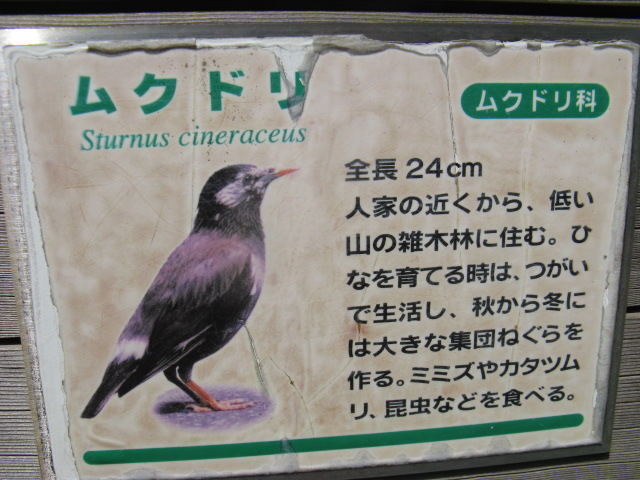 ムクドリ
ムクドリ科
Sturnus cineraceus
全長24cm
人家の近くから、低い
山の雑木林に住む。ひ
なを育てる時は、つがい
で生活し、秋から冬に
は大きな集団ねぐらを
作る。ミミズやカタツム
リ、昆虫などを食べる。